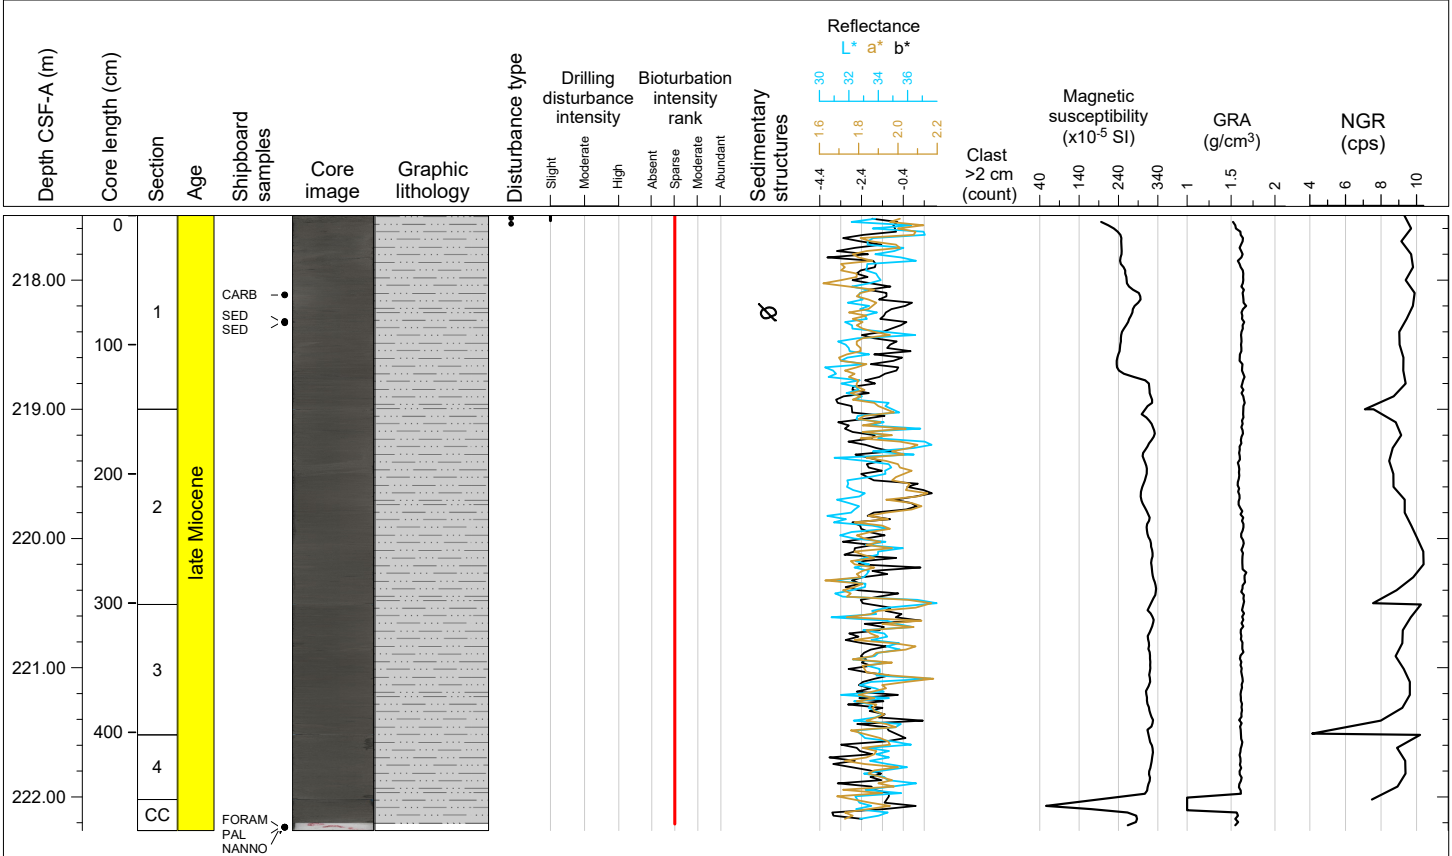 Depth CSF-A (m)
Core length (cm)
Section
Age
Shipboard
samples
Core
image
Graphic
lithology
Disturbance type
Drilling
disturbance
intensity
Slight
Moderate
High
Bioturbation
intensity
rank
Absent
Sparse
Moderate
Abundant
Sedimentary
structures
Reflectance
L* a* b*
30 32 34 36
1.6 1.8 2.0 2.2
-4.4 -2.4 -0.4
Clast
>2 cm
(count)
Magnetic
susceptibility
(x10-5 SI)
40 140 240 340
GRA
(g/cm3)
1 1.5 2
NGR
(cps)
4 6 8 10
0
218.00
CARB
1
SED
SED
100
219.00
200
late Miocene
2
220.00
300
221.00
3
400
4
222.00
CC
FORAM
PAL
NANNO